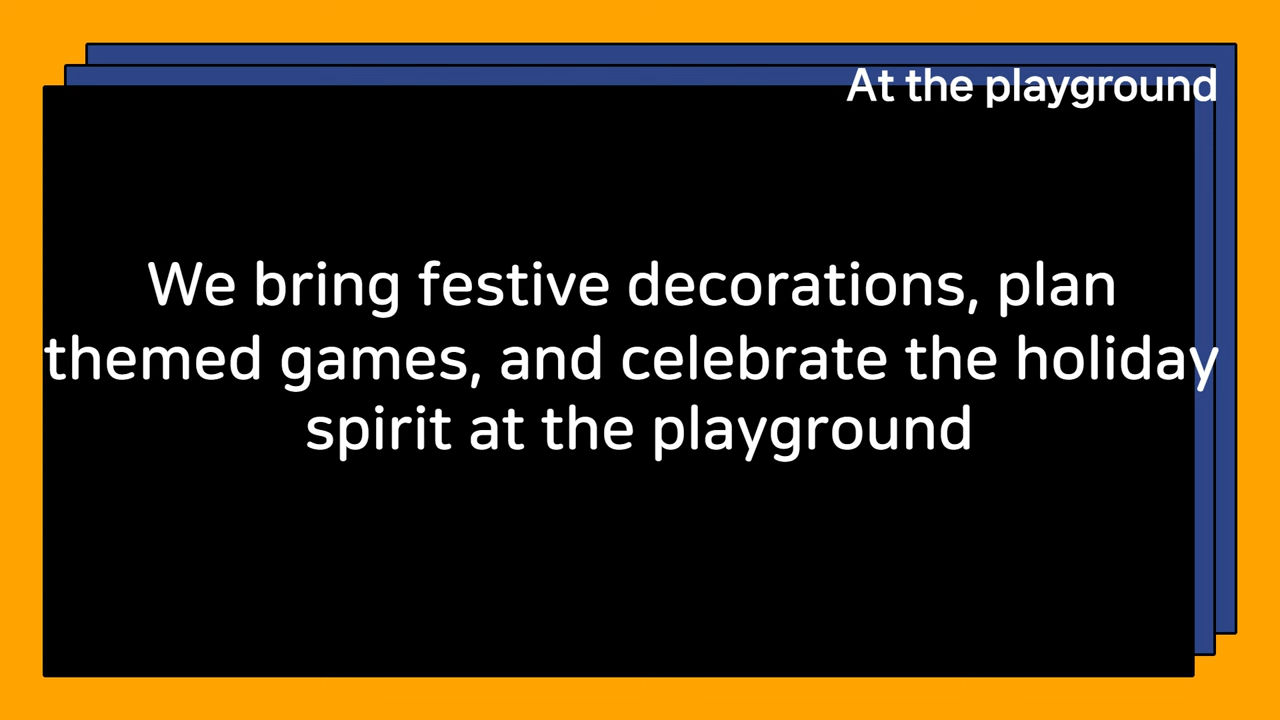 At the playground
We bring festive decorations, plan
themed games, and celebrate the holiday
spirit at the playground